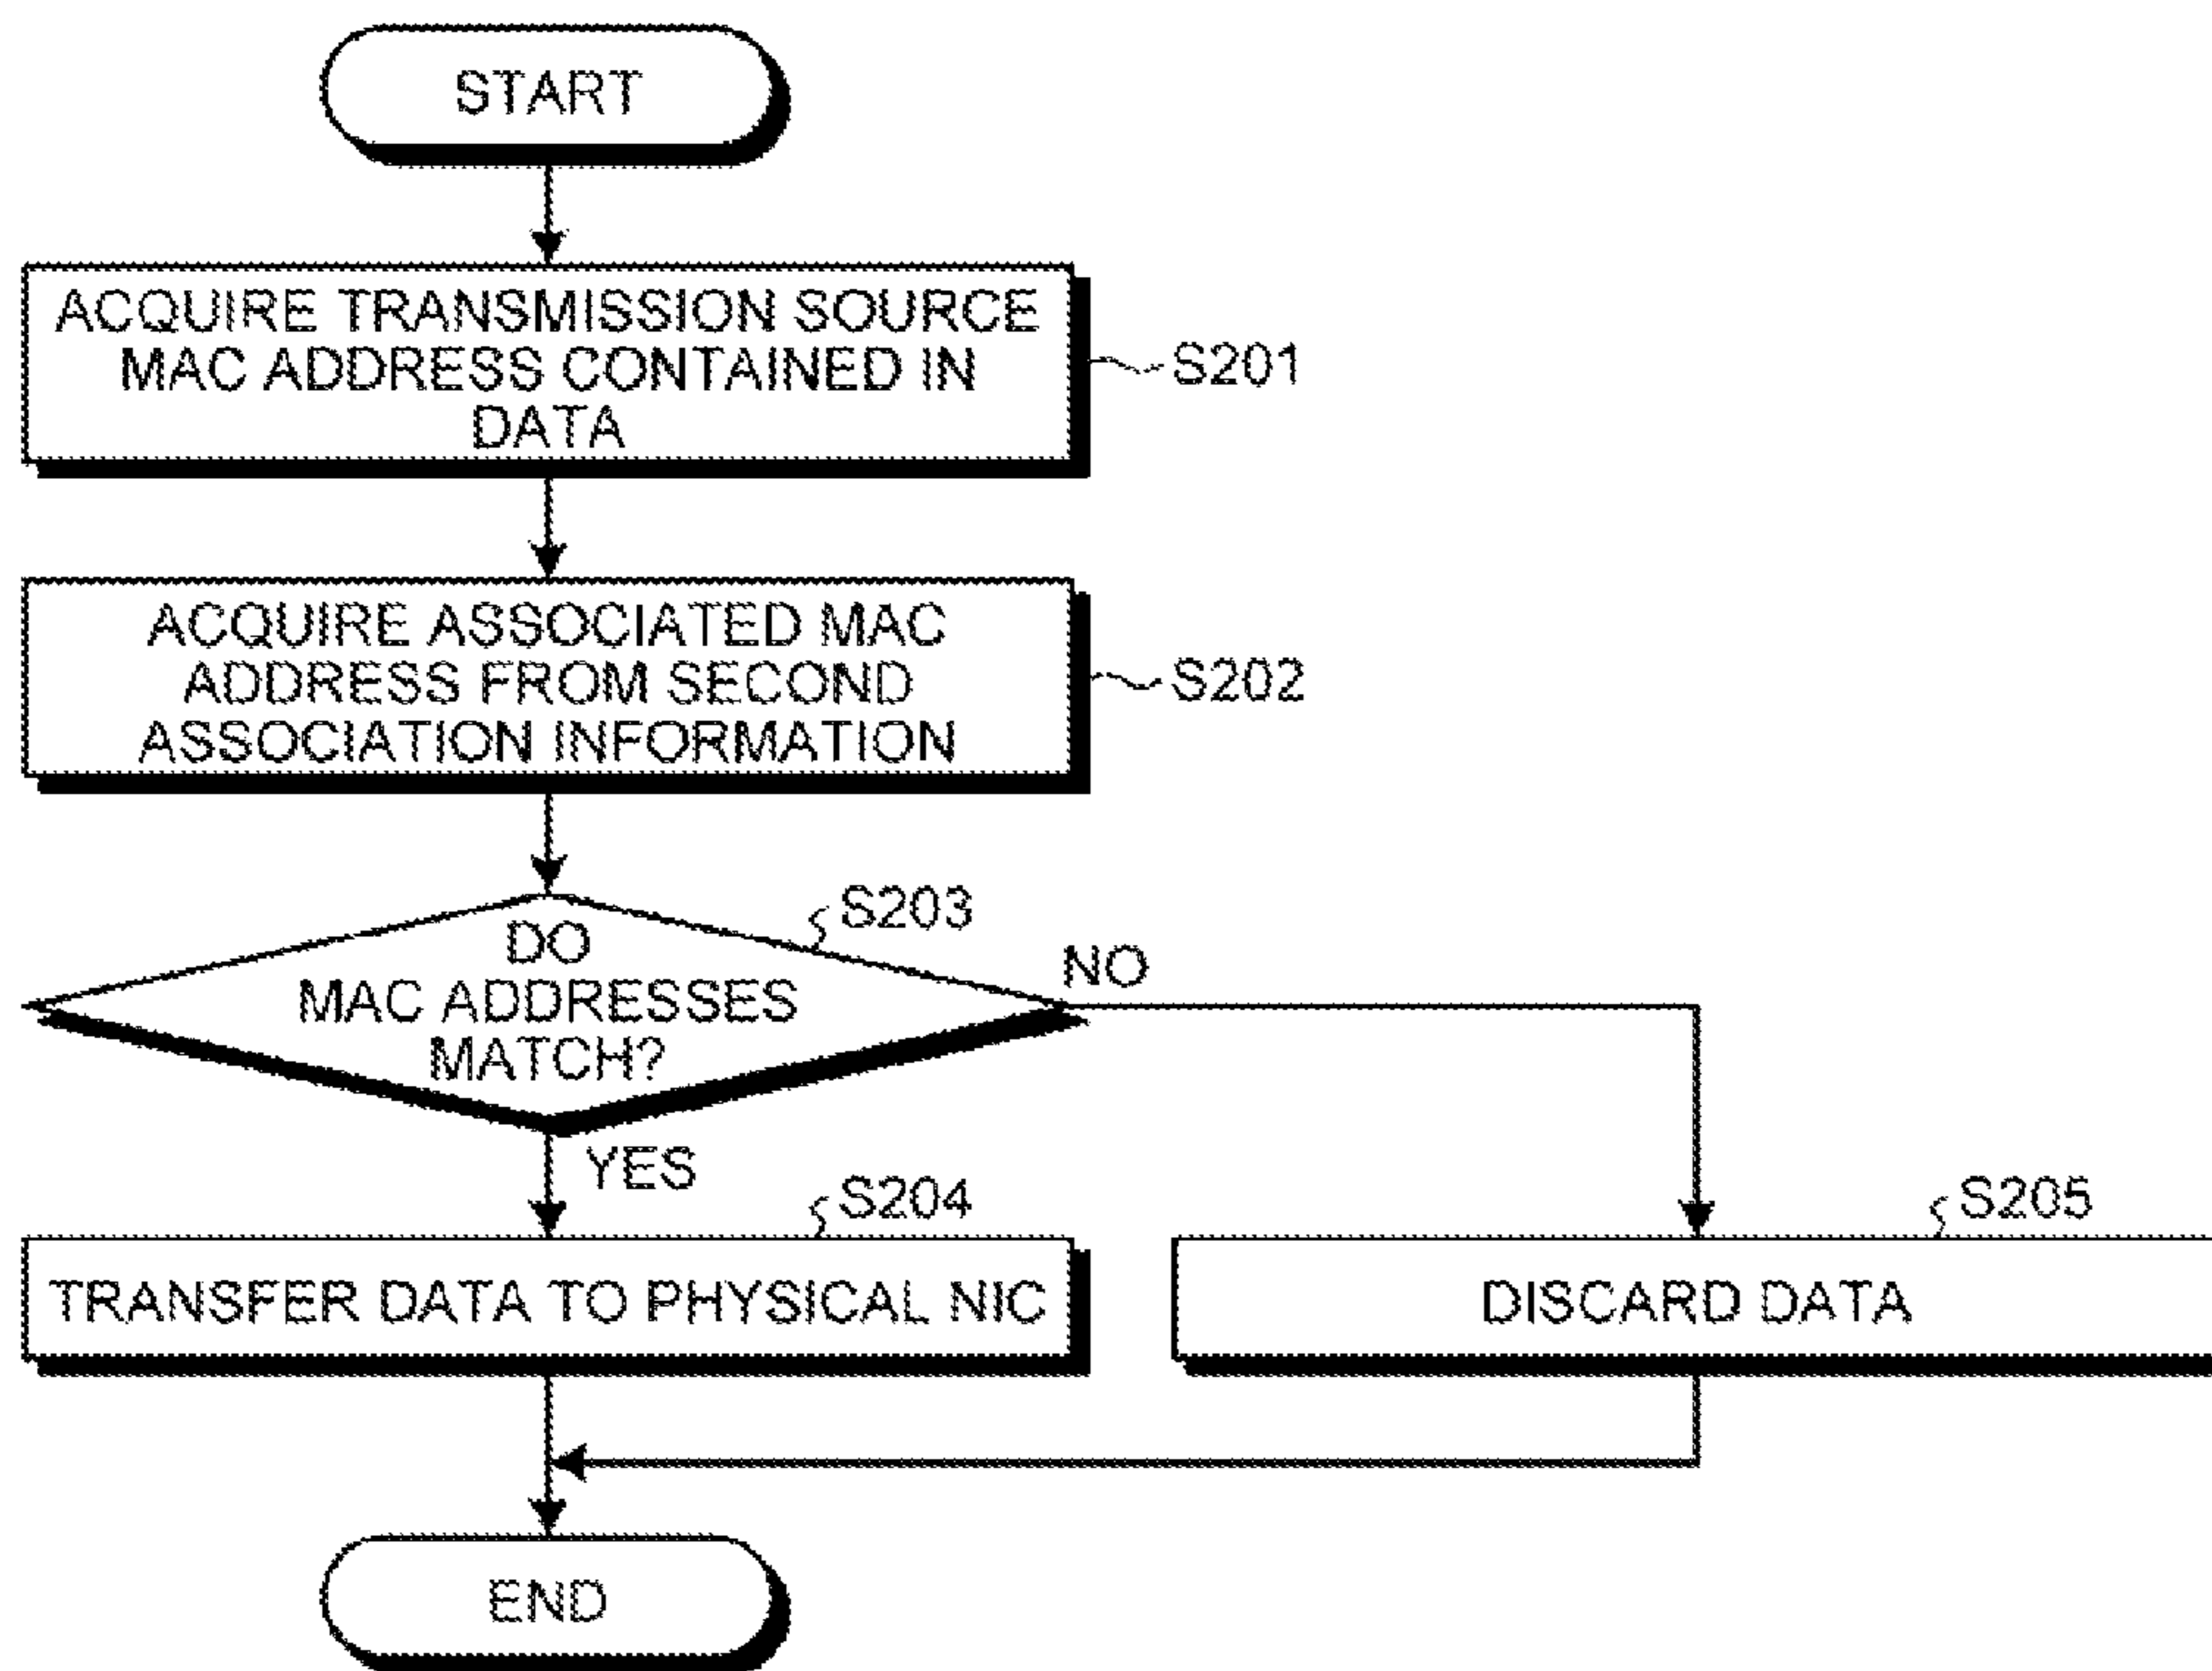 START
ACQUIRE TRANSMISSION SOURCE
MAC ADDRESS CONTAINED IN
DATA
S201
ACQUIRE ASSOCIATED MAC
ADDRESS FROM SECOND
ASSOCIATION INFORMATION
S202
S203
DO
MAC ADDRESSES
MATCH?
NO
YES
S204
TRANSFER DATA TO PHYSICAL NIC
S205
DISCARD DATA
END